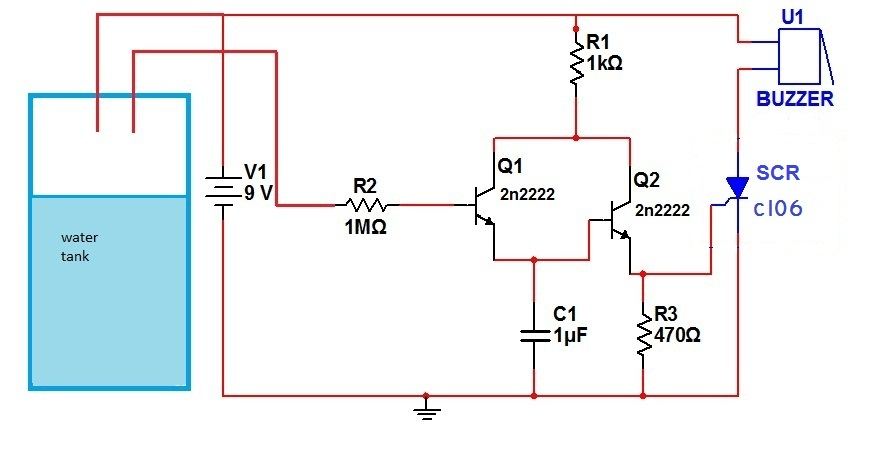 U1
R1
1kΩ
BUZZER
V1
9 V
Q1
2n2222
Q2
2n2222
SCR
c106
R2
1MΩ
water
tank
C1
1µF
R3
470Ω